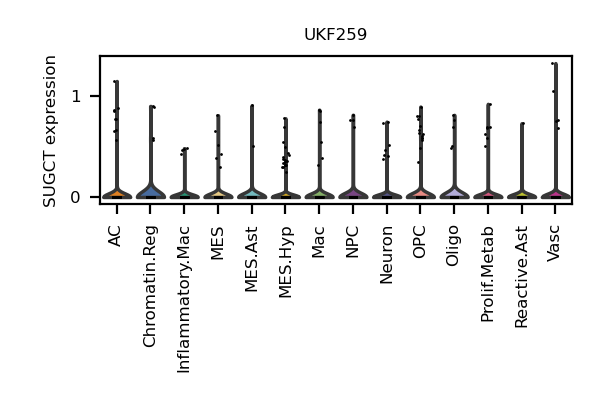 UKF259
SUGCT expression
1
0
AC
Chromatin.Reg
Inflammatory.Mac
MES
MES.Ast
MES.Hyp
Mac
NPC
Neuron
OPC
Oligo
Prolif.Metab
Reactive.Ast
Vasc